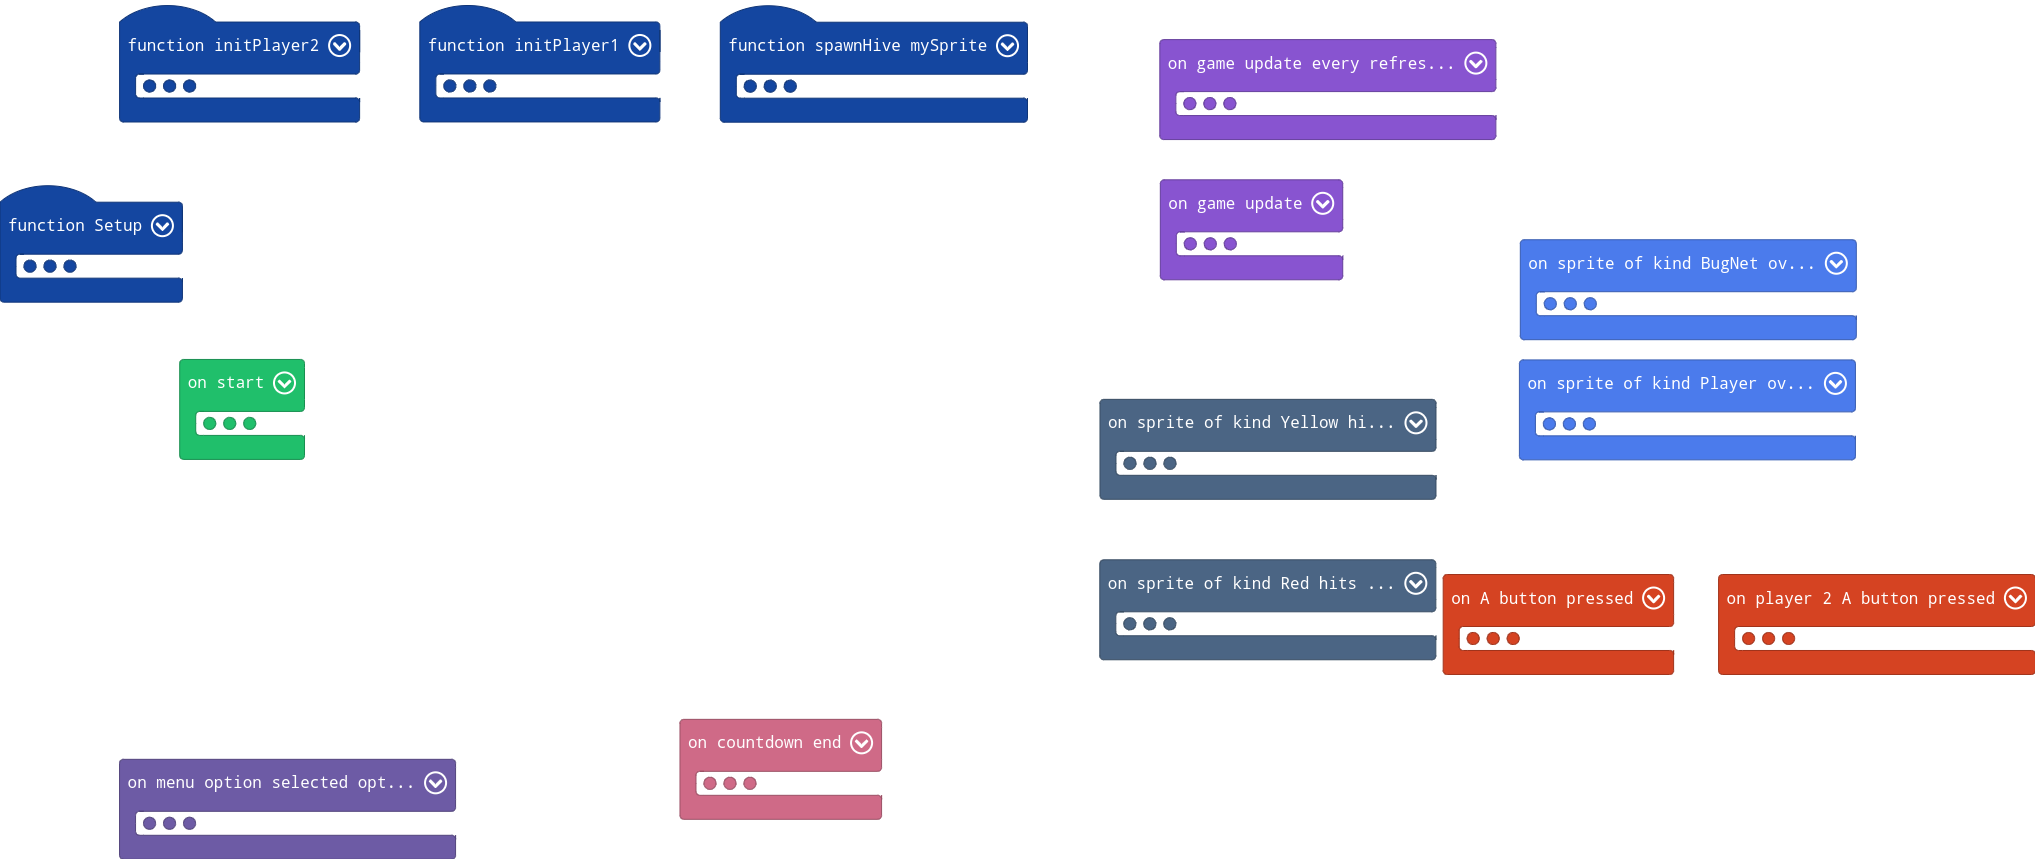 function initPlayer2
function initPlayer1
function spawnHive mySprite
on game update every refres...
function Setup
on game update
on sprite of kind BugNet ov...
on start
on sprite of kind Player ov...
on sprite of kind Yellow hi...
on sprite of kind Red hits ...
on A button pressed
on player 2 A button pressed
on countdown end
on menu option selected opt...